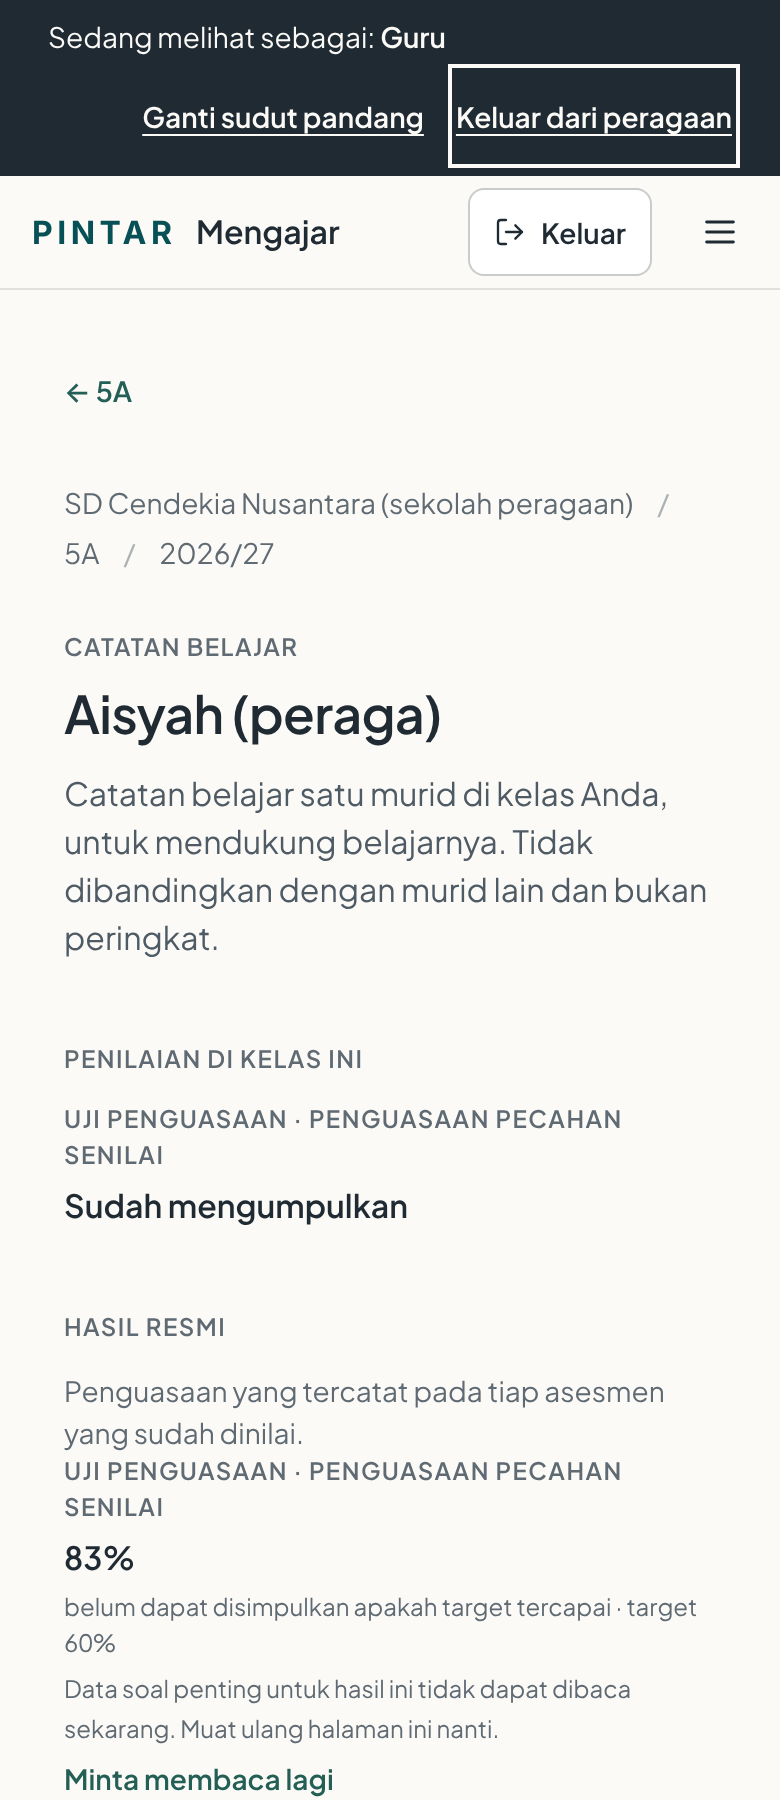 Sedang melihat sebagai: Guru
Ganti sudut pandang
Keluar dari peragaan
PINTAR Mengajar
Keluar
← 5A
SD Cendekia Nusantara (sekolah peragaan) /
5A / 2026/27
CATATAN BELAJAR
Aisyah (peraga)
Catatan belajar satu murid di kelas Anda,
untuk mendukung belajarnya. Tidak
dibandingkan dengan murid lain dan bukan
peringkat.
PENILAIAN DI KELAS INI
UJI PENGUASAAN · PENGUASAAN PECAHAN
SENILAI
Sudah mengumpulkan
HASIL RESMI
Penguasaan yang tercatat pada tiap asesmen
yang sudah dinilai.
UJI PENGUASAAN · PENGUASAAN PECAHAN
SENILAI
83%
belum dapat disimpulkan apakah target tercapai · target
60%
Data soal penting untuk hasil ini tidak dapat dibaca
sekarang. Muat ulang halaman ini nanti.
Minta membaca lagi